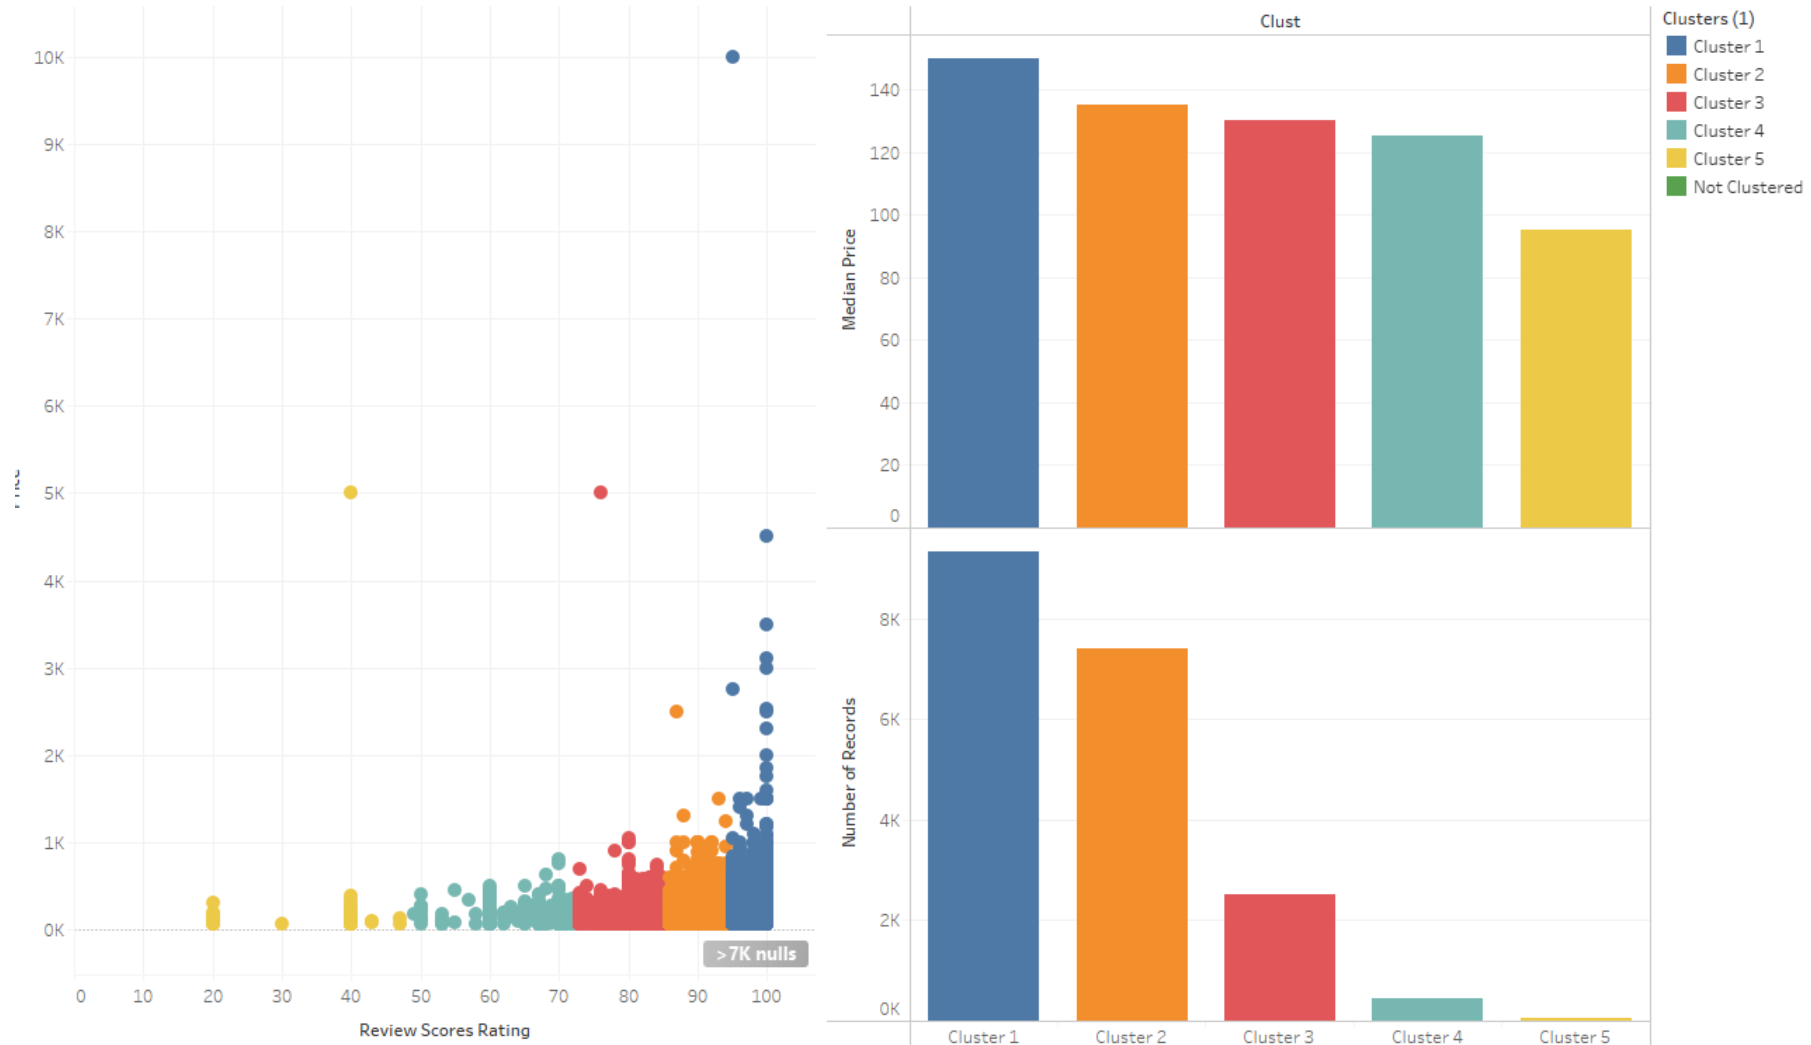 10K
9K
8K
7K
6K
5K
4K
3K
2K
1K
0K
>7K nulls
0 10 20 30 40 50 60 70 80 90 100
Review Scores Rating
Clust
140
120
100
80
60
40
20
0
Median Price
8K
6K
4K
2K
0K
Number of Records
Cluster 1 Cluster 2 Cluster 3 Cluster 4 Cluster 5
Clusters (1)
Cluster 1
Cluster 2
Cluster 3
Cluster 4
Cluster 5
Not Clustered